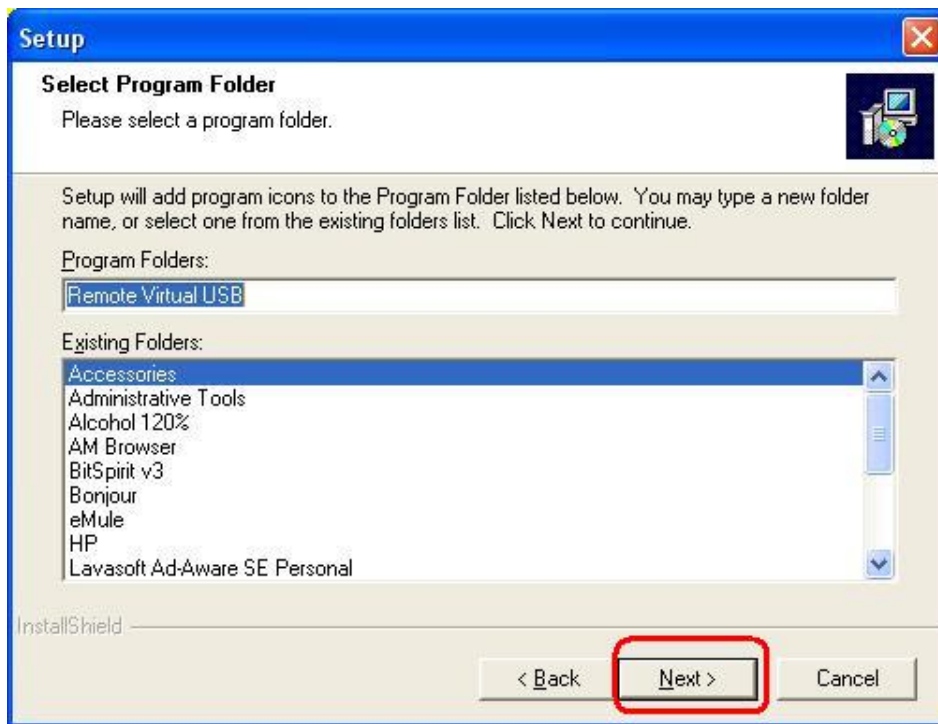 Setup
Select Program Folder
Please select a program folder.
Setup will add program icons to the Program Folder listed below. You may type a new folder
name, or select one from the existing folders list. Click Next to continue.
Program Folders:
Remote Virtual USB
Existing Folders:
Accessories
Administrative Tools
Alcohol 120%
AM Browser
BitSpirit v3
Bonjour
eMule
HP
Lavasoft Ad-Aware SE Personal
InstallShield
< Back Next > Cancel